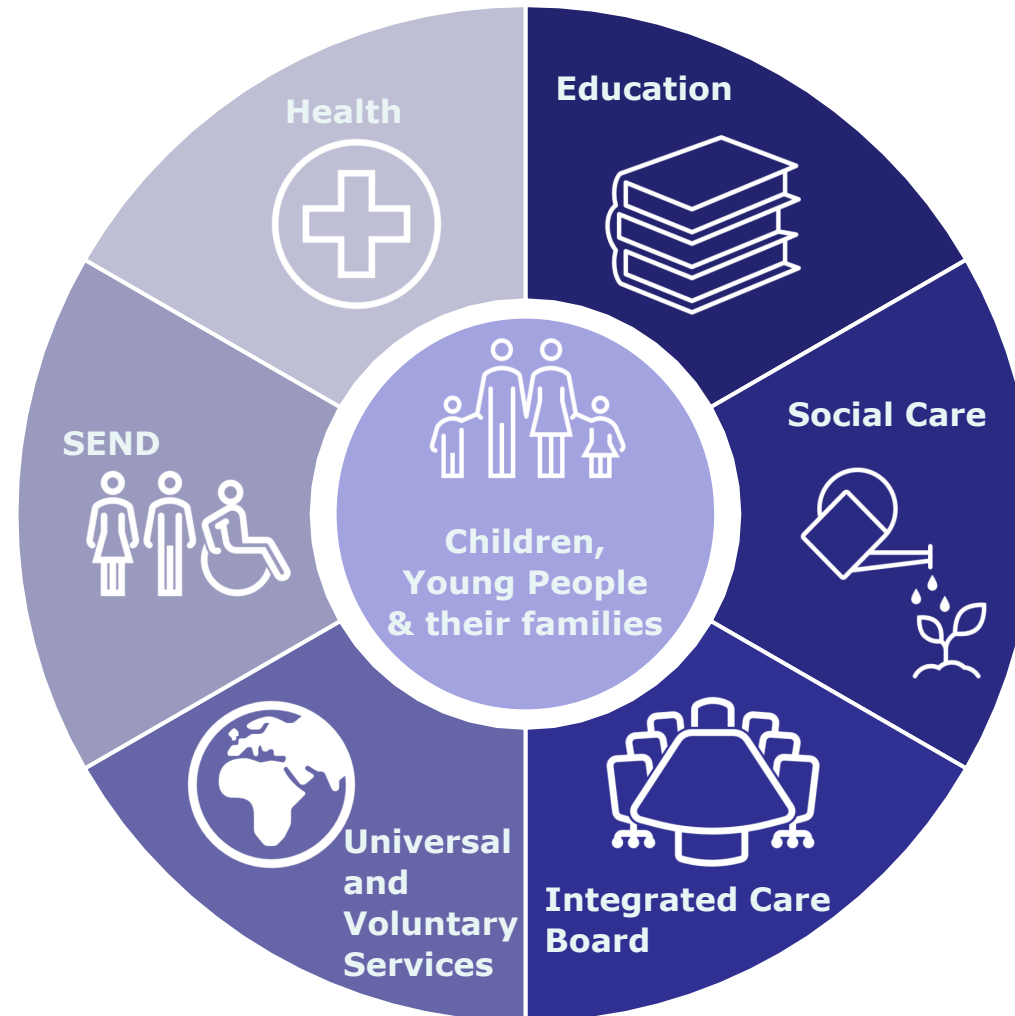 Health
Education
Social Care
SEND
Children,
Young People
& their families
Universal
and
Voluntary
Services
Integrated Care
Board